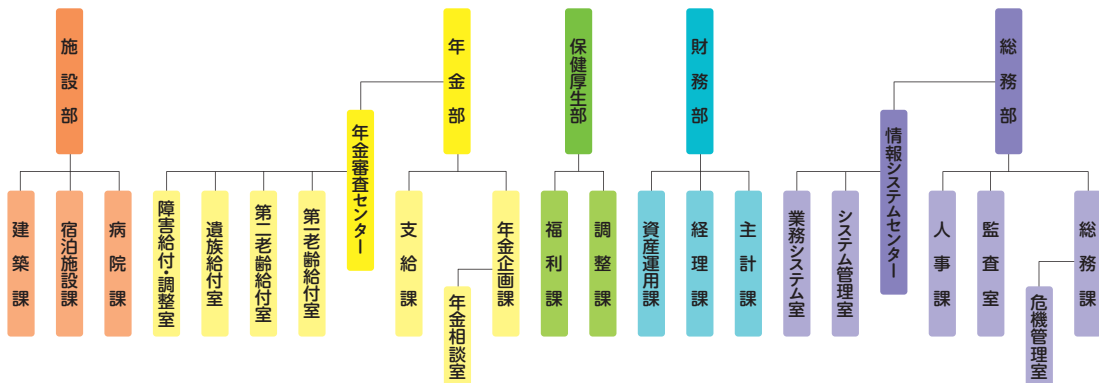 総務部
総務課
危機管理室
監査室
人事課
情報システムセンター
システム管理室
業務システム室
財務部
主計課
経理課
資産運用課
保健厚生部
調整課
福利課
年金部
年金企画課
年金相談室
支給課
年金審査センター
第一老齢給付室
第二老齢給付室
遺族給付室
障害給付・調整室
施設部
病院課
宿泊施設課
建築課